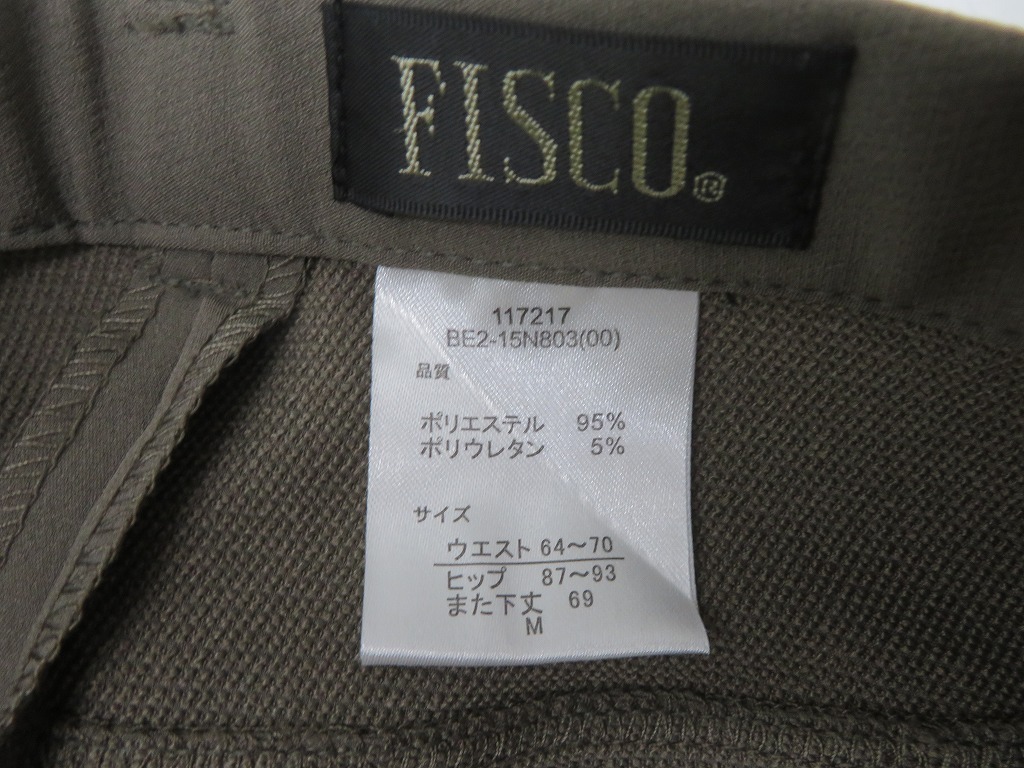 FISCO®
117217
BE2-15N803(00)
品質
ポリエステル 95%
ポリウレタン 5%
サイズ
ウエスト 64〜70
ヒップ 87〜93
また下丈 69
M